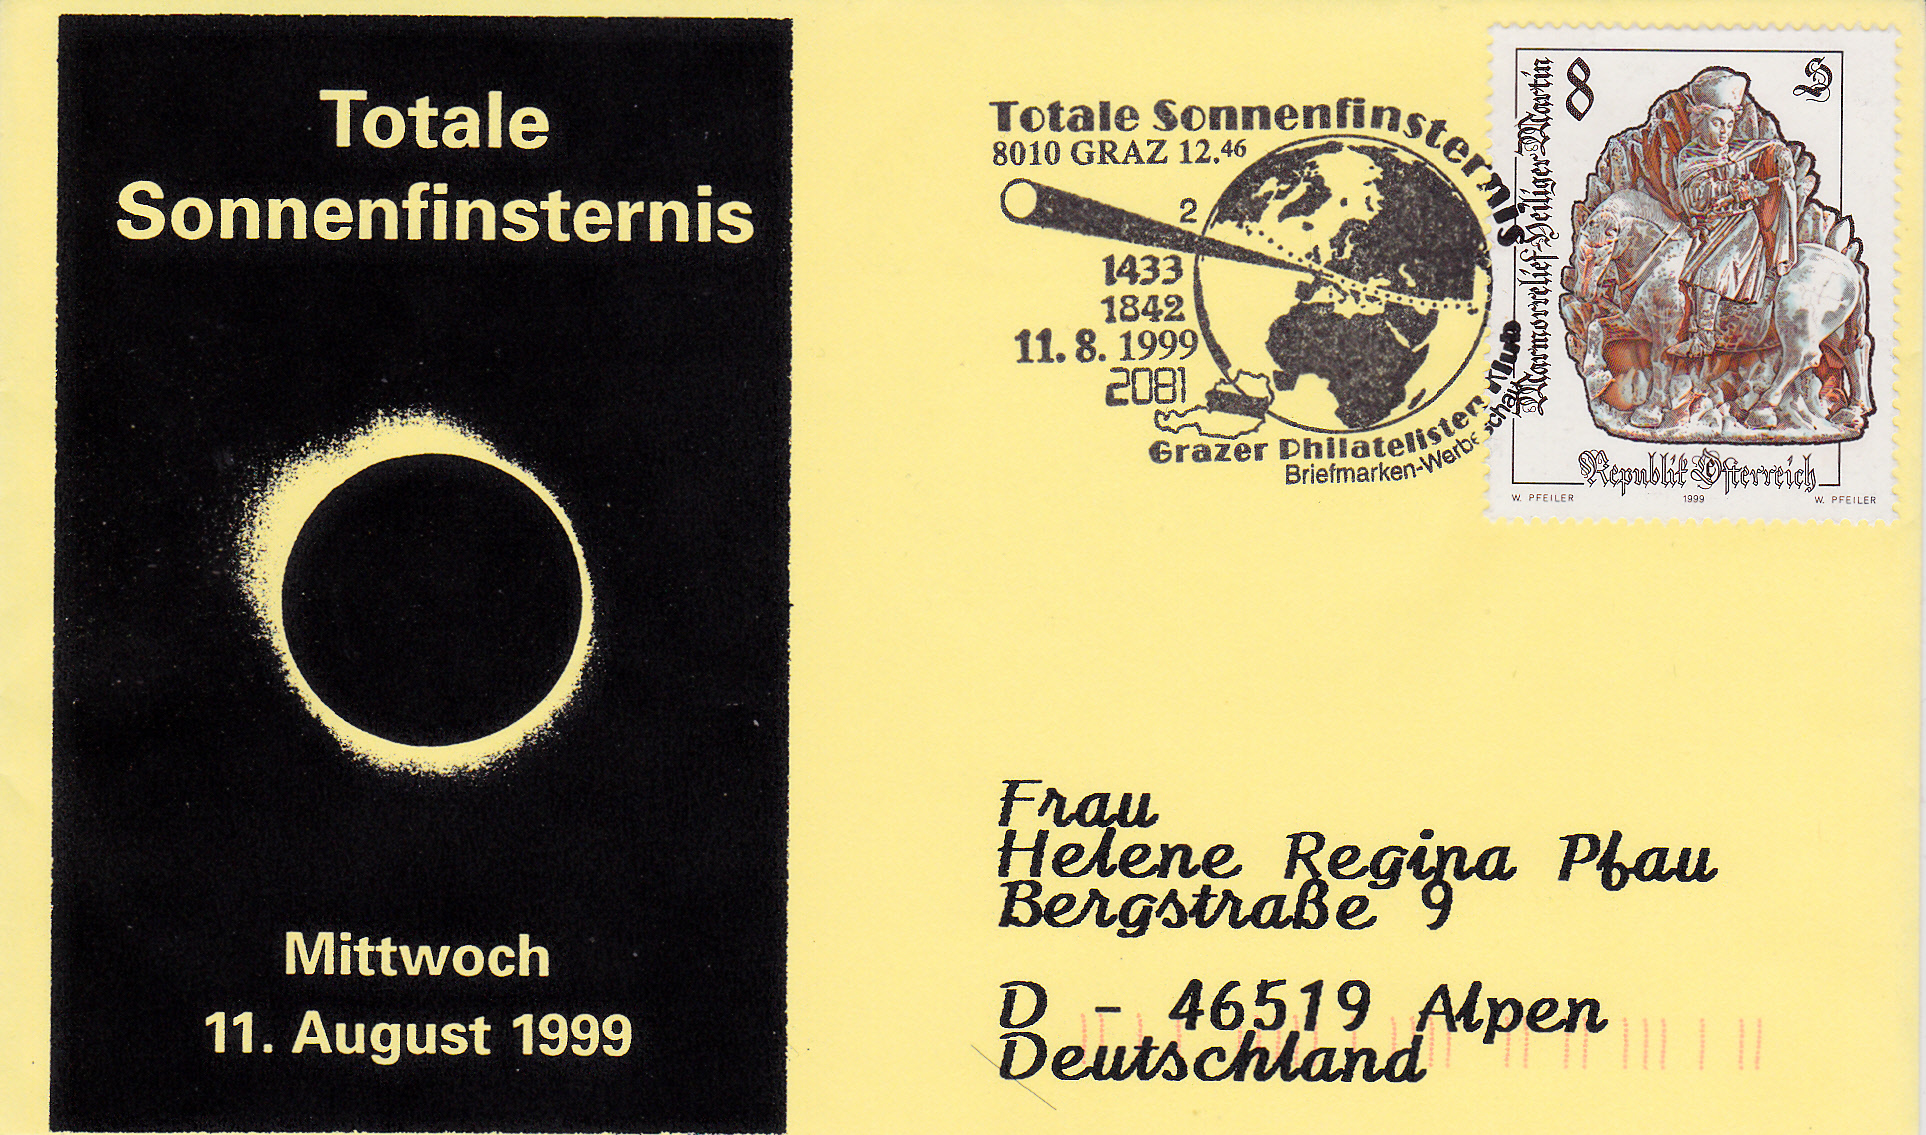 Totale
Sonnenfinsternis
Mittwoch
11. August 1999
Totale Sonnenfinsternis
8010 GRAZ 12.46
2
1433
1842
11. 8. 1999
2081
Grazer Philatelisten Klub
Briefmarken-Werbeschau
8 S
Marmorrelief-Heiliger Martin
Republik Österreich
W. PFEILER 1999 W. PFEILER
Frau
Helene Regina Pfau
Bergstraße 9
D - 46519 Alpen
Deutschland